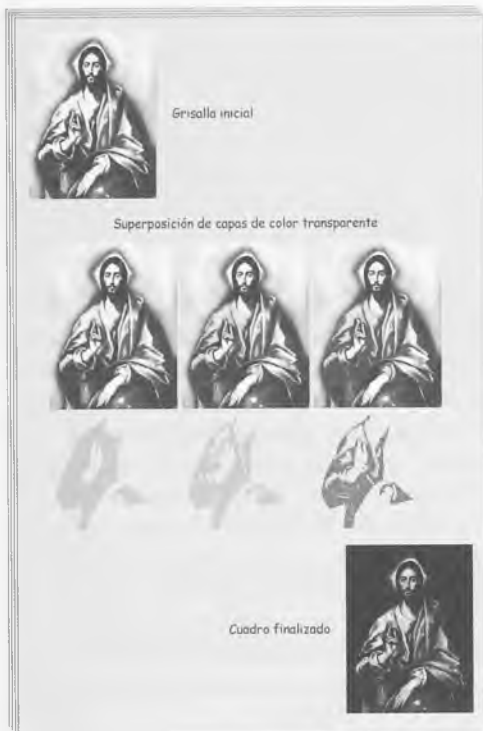 Grisalla inicial
Superposición de capas de color transparente
Cuadro finalizado